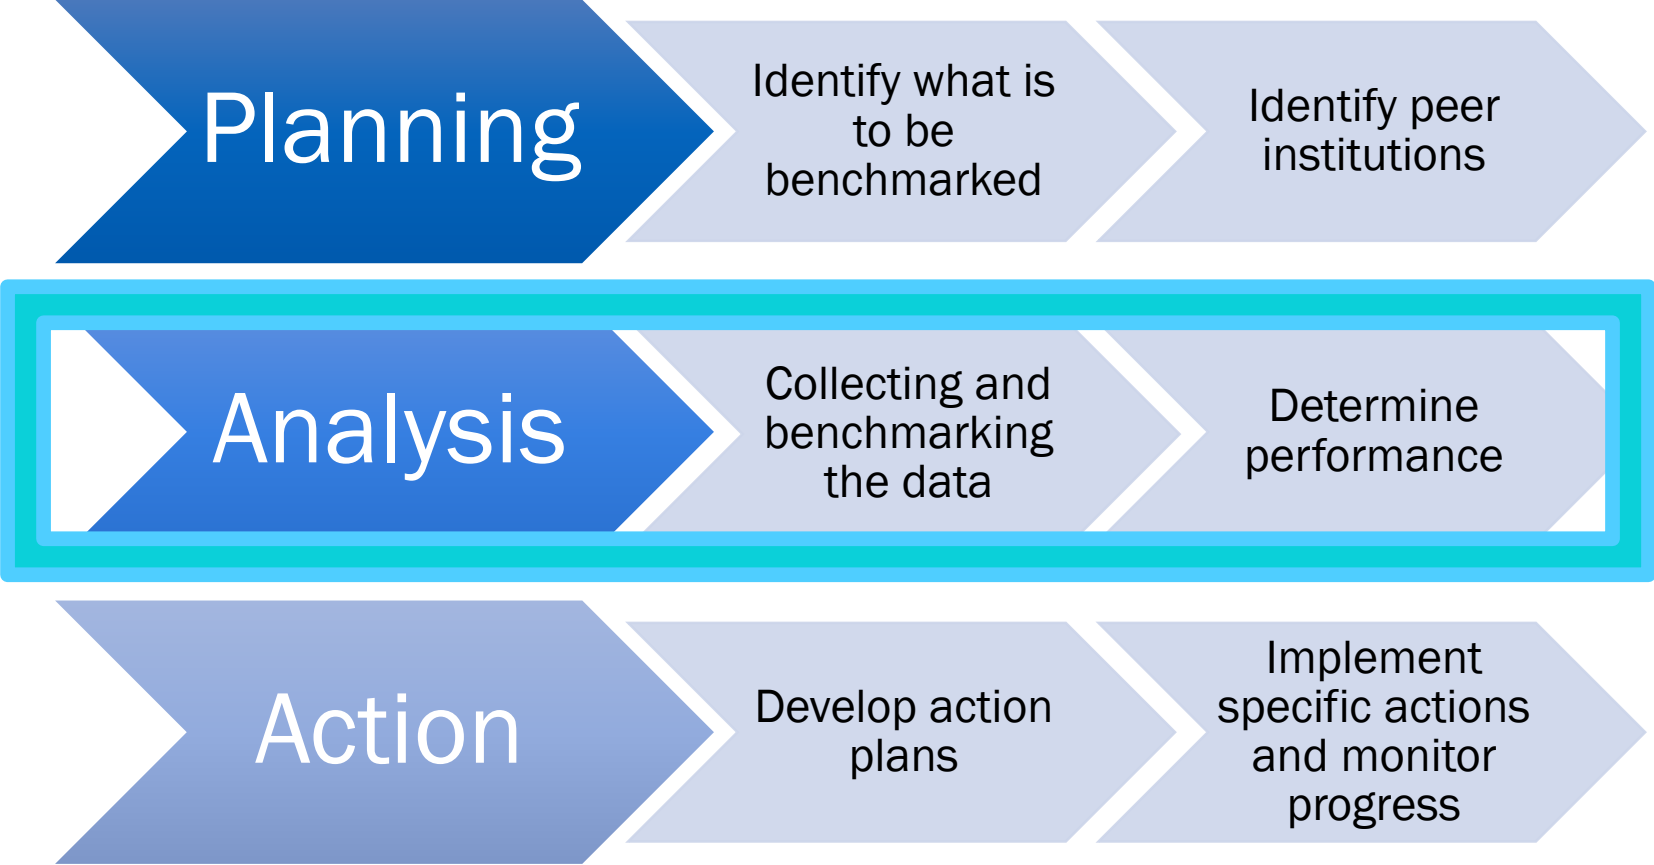 Planning
Identify what is
to be
benchmarked
Identify peer
institutions
Analysis
Collecting and
benchmarking
the data
Determine
performance
Action
Develop action
plans
Implement
specific actions
and monitor
progress